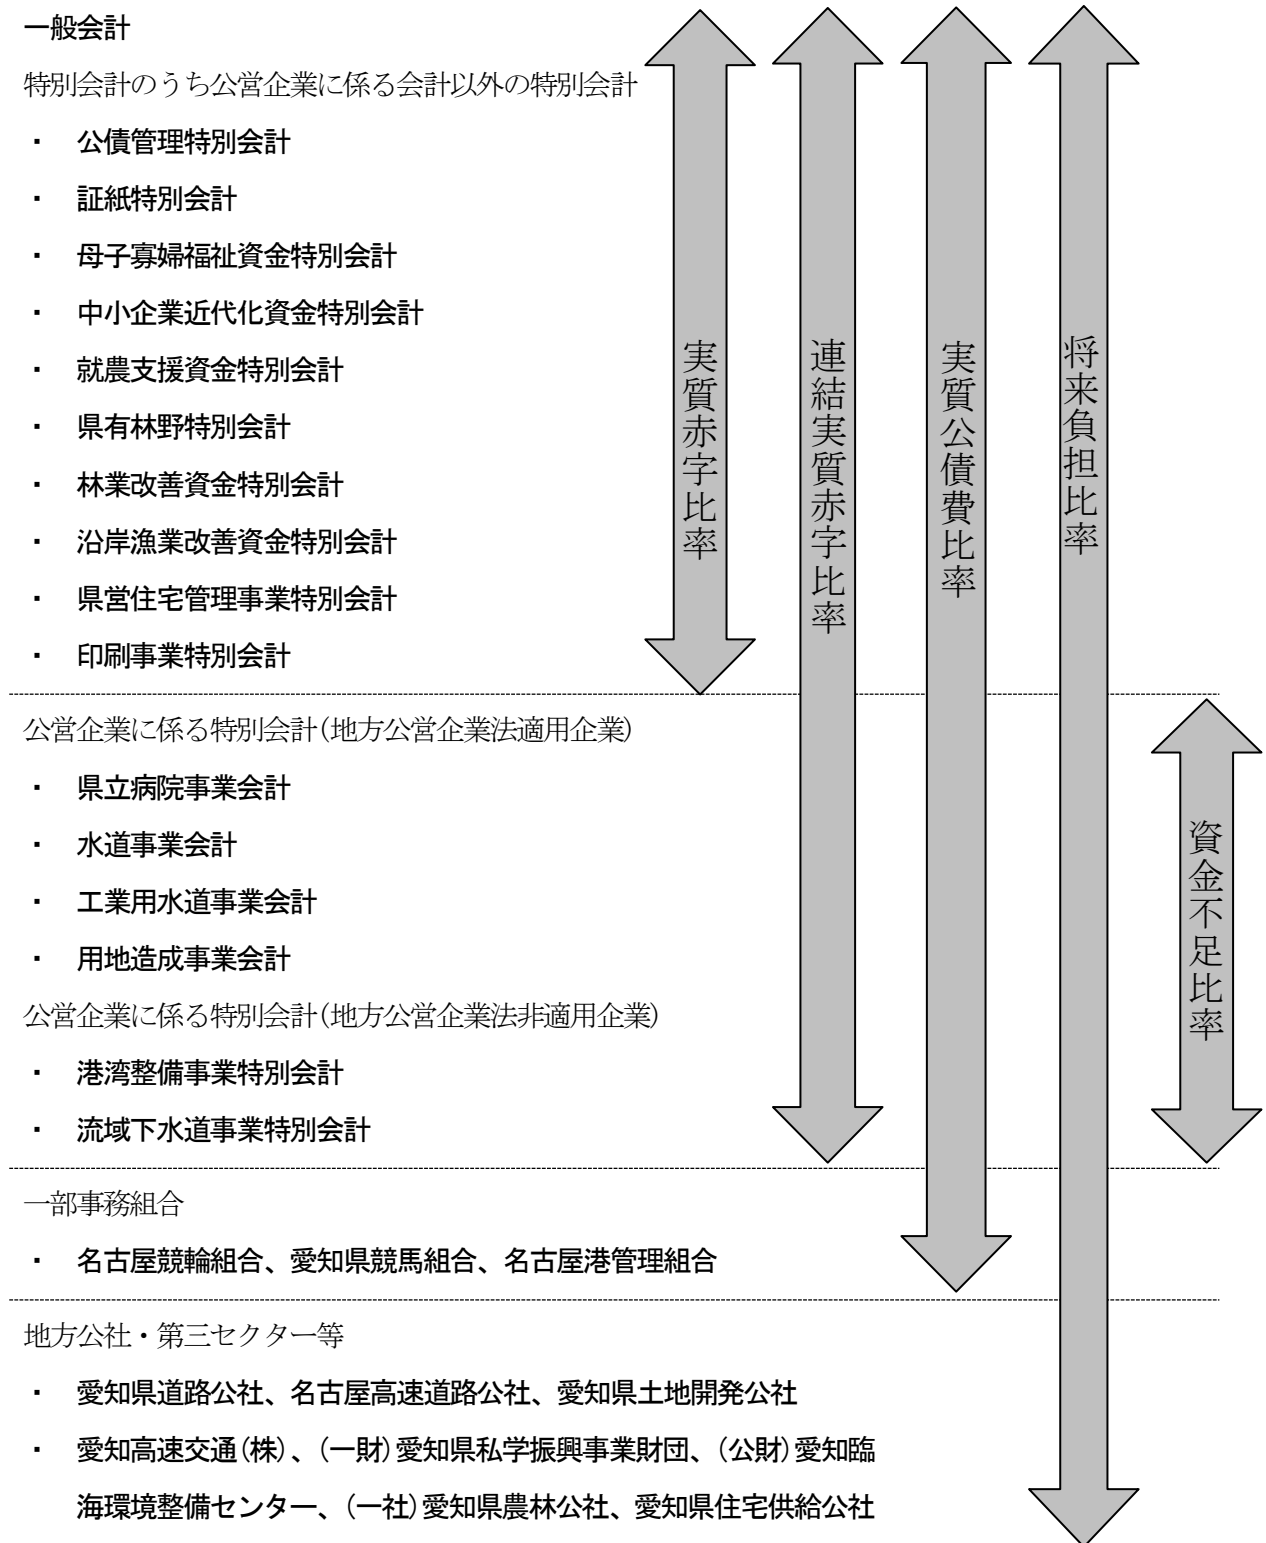 一般会計
特別会計のうち公営企業に係る会計以外の特別会計
・ 公債管理特別会計
・ 証紙特別会計
・ 母子寡婦福祉資金特別会計
・ 中小企業近代化資金特別会計
・ 就農支援資金特別会計
・ 県有林野特別会計
・ 林業改善資金特別会計
・ 沿岸漁業改善資金特別会計
・ 県営住宅管理事業特別会計
・ 印刷事業特別会計
公営企業に係る特別会計(地方公営企業法適用企業)
・ 県立病院事業会計
・ 水道事業会計
・ 工業用水道事業会計
・ 用地造成事業会計
公営企業に係る特別会計(地方公営企業法非適用企業)
・ 港湾整備事業特別会計
・ 流域下水道事業特別会計
一部事務組合
・ 名古屋競輪組合、愛知県競馬組合、名古屋港管理組合
地方公社・第三セクター等
・ 愛知県道路公社、名古屋高速道路公社、愛知県土地開発公社
・ 愛知高速交通(株)、(一財)愛知県私学振興事業財団、(公財)愛知臨
海環境整備センター、(一社)愛知県農林公社、愛知県住宅供給公社
実質赤字比率
連結実質赤字比率
実質公債費比率
将来負担比率
資金不足比率